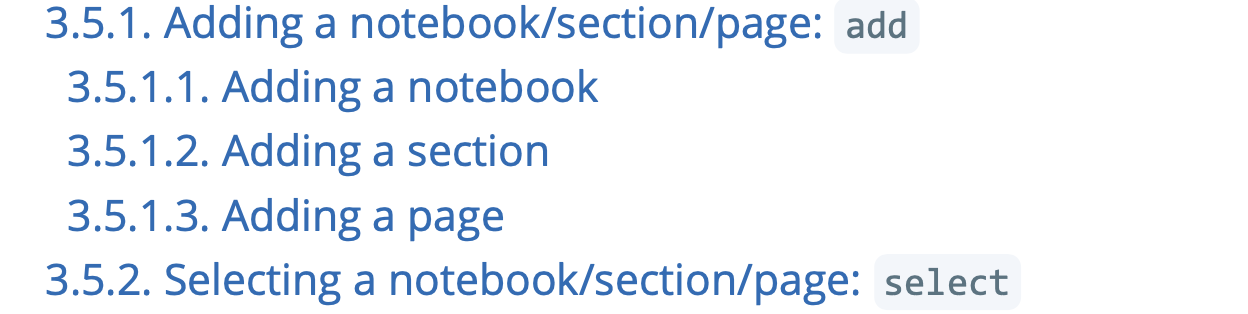 3.5.1. Adding a notebook/section/page: add
3.5.1.1. Adding a notebook
3.5.1.2. Adding a section
3.5.1.3. Adding a page
3.5.2. Selecting a notebook/section/page: select